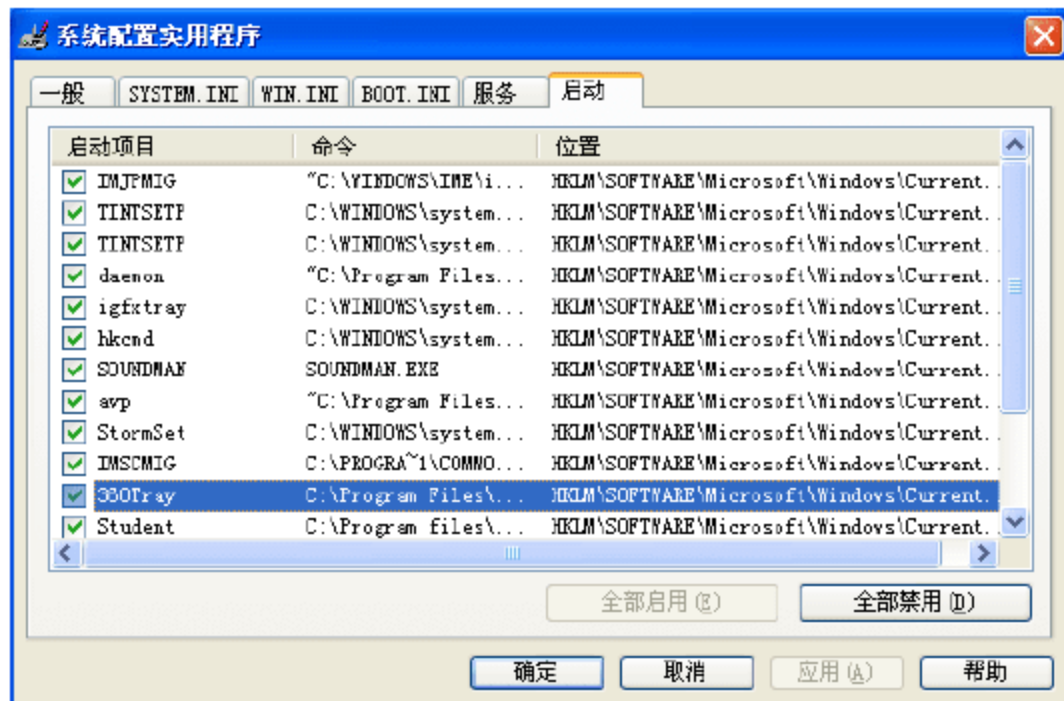 系统配置实用程序
一般 SYSTEM.INI WIN.INI BOOT.INI 服务 启动
启动项目 命令 位置
IMJPMIG "C:\WINDOWS\IME\i... HKLM\SOFTWARE\Microsoft\Windows\Current..
TINTSETP C:\WINDOWS\system... HKLM\SOFTWARE\Microsoft\Windows\Current..
TINTSETP C:\WINDOWS\system... HKLM\SOFTWARE\Microsoft\Windows\Current..
daemon "C:\Program Files... HKLM\SOFTWARE\Microsoft\Windows\Current..
igfxtray C:\WINDOWS\system... HKLM\SOFTWARE\Microsoft\Windows\Current..
hkcmd C:\WINDOWS\system... HKLM\SOFTWARE\Microsoft\Windows\Current..
SOUNDMAN SOUNDMAN.EXE HKLM\SOFTWARE\Microsoft\Windows\Current..
avp "C:\Program Files... HKLM\SOFTWARE\Microsoft\Windows\Current..
StormSet C:\WINDOWS\system... HKLM\SOFTWARE\Microsoft\Windows\Current..
IMSCMIG C:\PROGRA~1\COMMO... HKLM\SOFTWARE\Microsoft\Windows\Current..
360Tray C:\Program Files\... HKLM\SOFTWARE\Microsoft\Windows\Current..
Student C:\Program files\... HKLM\SOFTWARE\Microsoft\Windows\Current..
全部启用(E) 全部禁用(D)
确定 取消 应用(A) 帮助